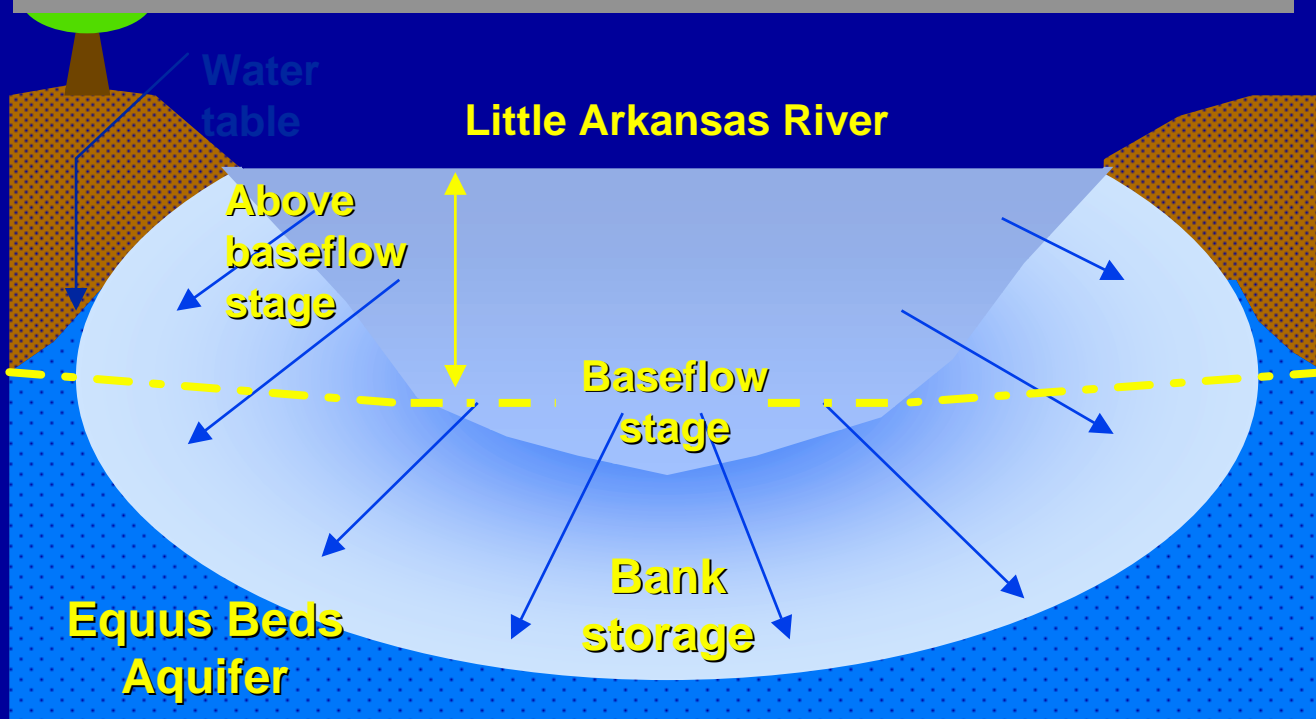 Water
table
Little Arkansas River
Above
baseflow
stage
Baseflow
stage
Bank
storage
Equus Beds
Aquifer